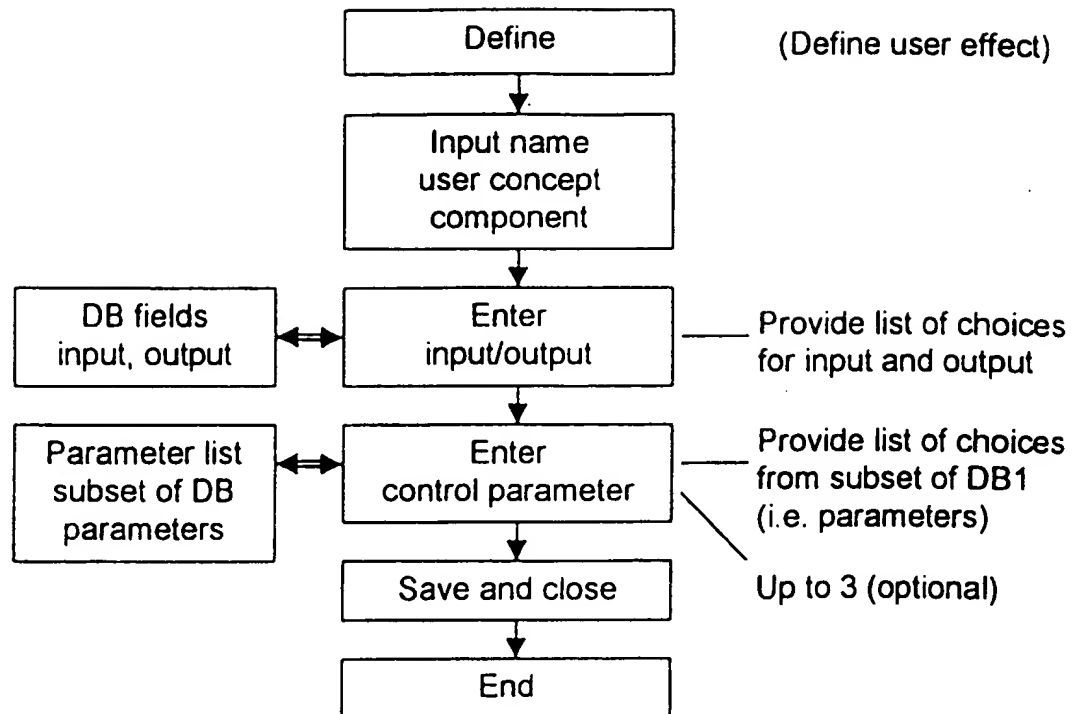 Define
(Define user effect)
Input name
user concept
component
DB fields
input, output
Enter
input/output
Provide list of choices
for input and output
Parameter list
subset of DB
parameters
Enter
control parameter
Provide list of choices
from subset of DB1
(i.e. parameters)
Up to 3 (optional)
Save and close
End